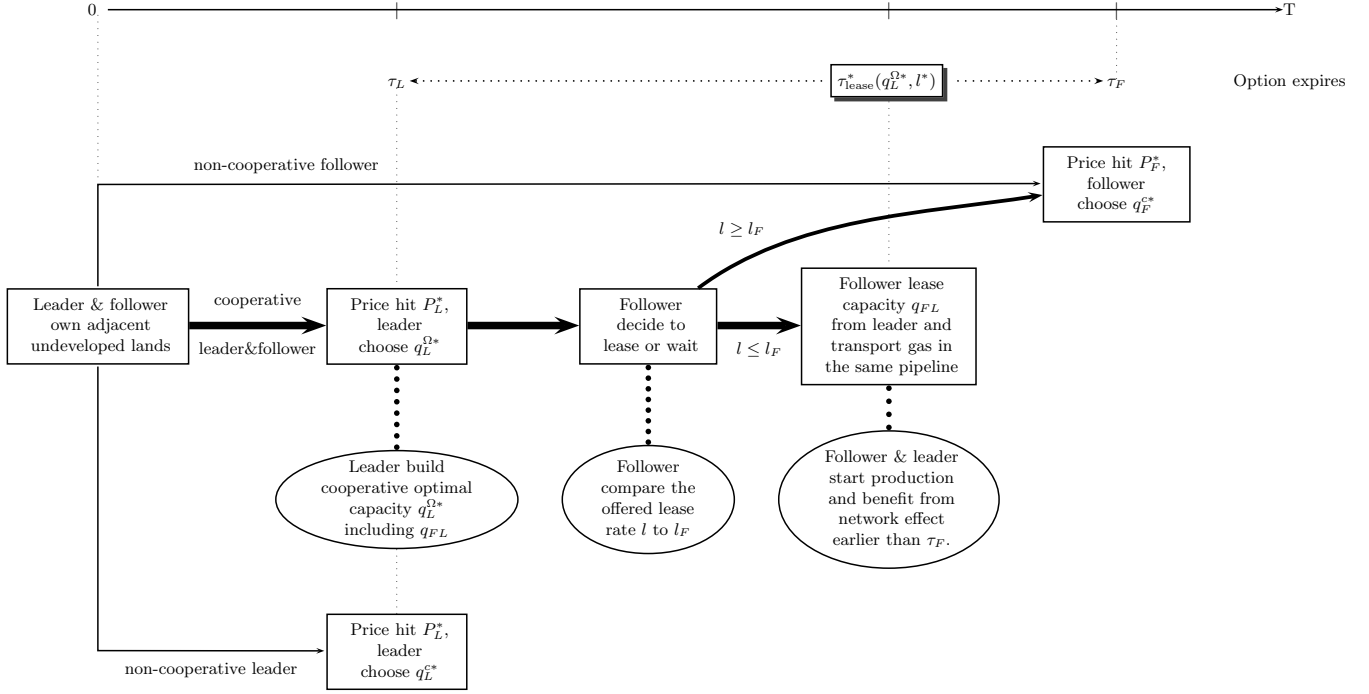 0
T
τ_L
τ*_lease(q_L^{Ω*}, l*)
τ_F
Option expires
non-cooperative follower
Price hit P*_F,
follower
choose q_F^{c*}
l ≥ l_F
Leader & follower
own adjacent
undeveloped lands
cooperative
leader&follower
Price hit P*_L,
leader
choose q_L^{Ω*}
Follower
decide to
lease or wait
l ≤ l_F
Follower lease
capacity q_{FL}
from leader and
transport gas in
the same pipeline
Leader build
cooperative optimal
capacity q_L^{Ω*}
including q_{FL}
Follower
compare the
offered lease
rate l to l_F
Follower & leader
start production
and benefit from
network effect
earlier than τ_F.
non-cooperative leader
Price hit P*_L,
leader
choose q_L^{c*}